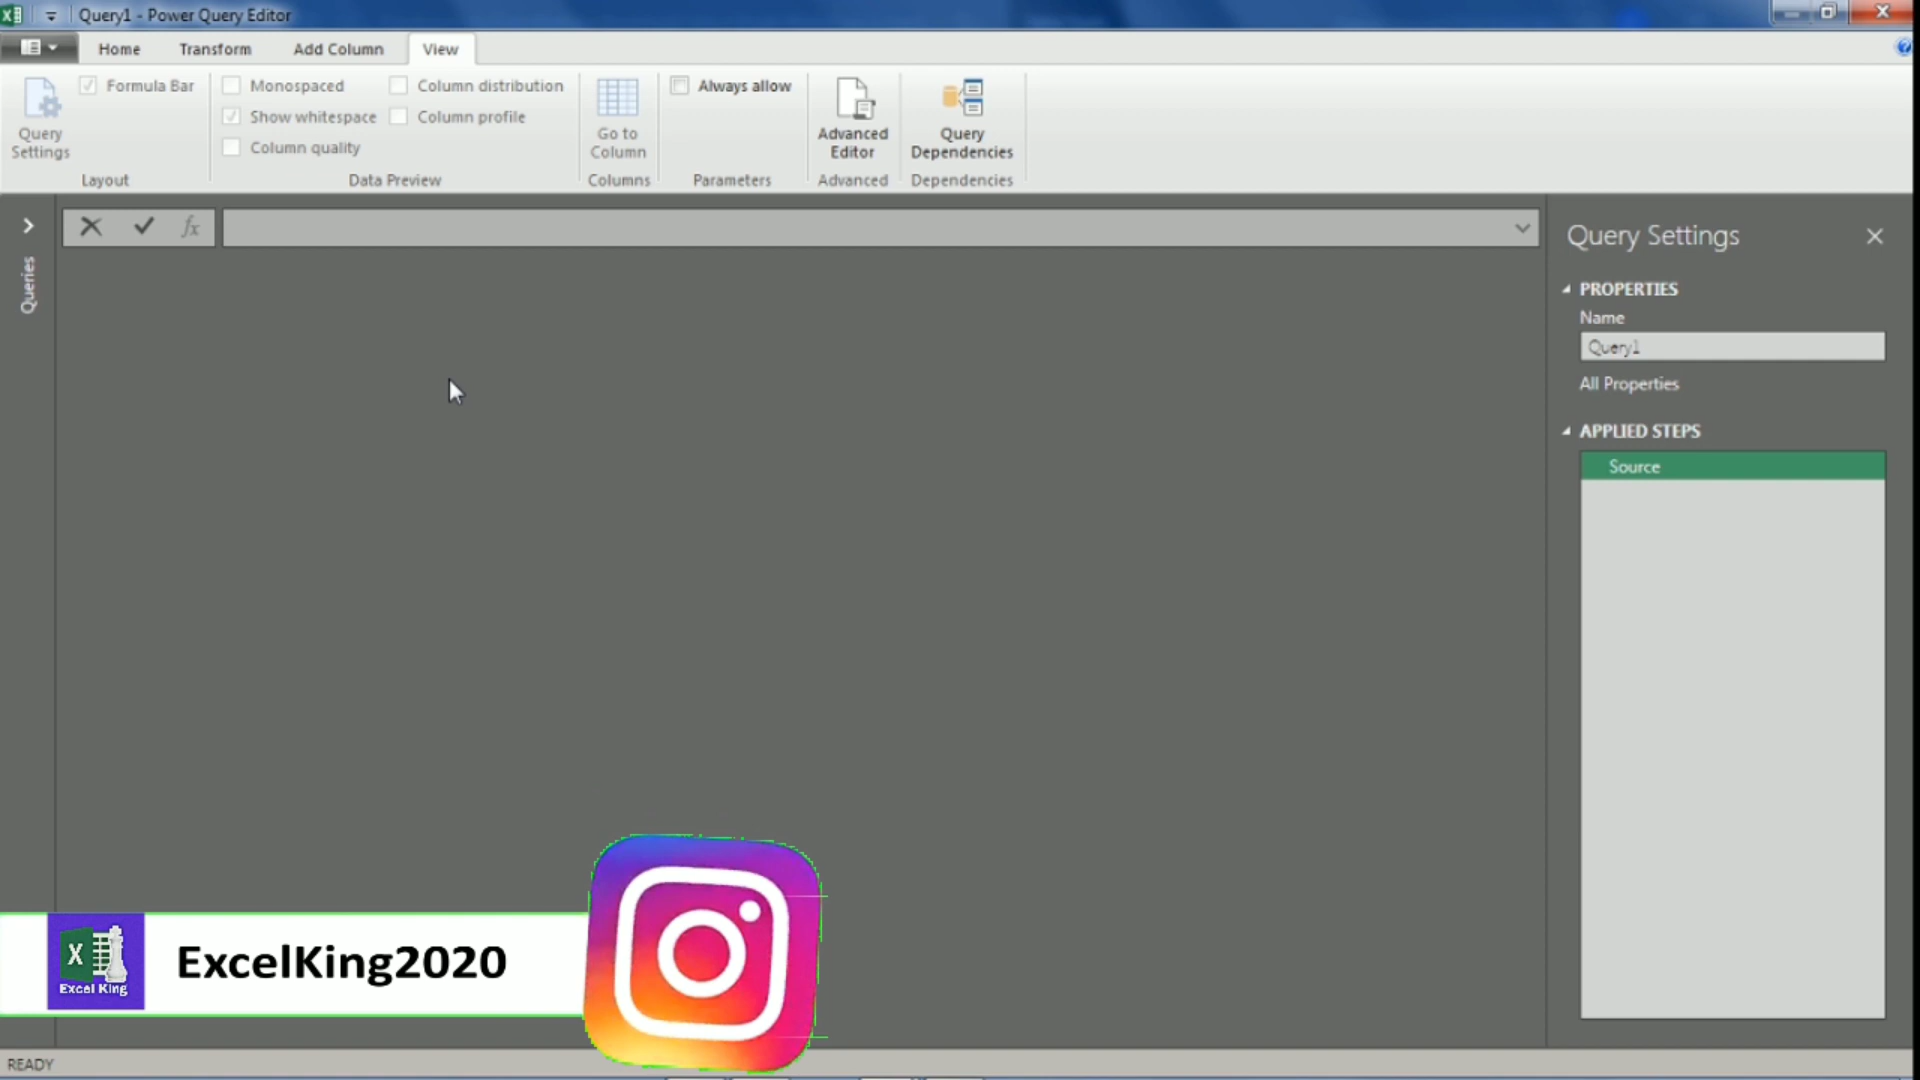 Query1 - Power Query Editor
Home Transform Add Column View
Query Settings
Formula Bar
Layout
Monospaced
Show whitespace
Column quality
Column distribution
Column profile
Data Preview
Go to Column
Columns
Always allow
Parameters
Advanced Editor
Advanced
Query Dependencies
Dependencies
Queries
fx
Query Settings
PROPERTIES
Name
Query1
All Properties
APPLIED STEPS
Source
X
Excel King
ExcelKing2020
READY